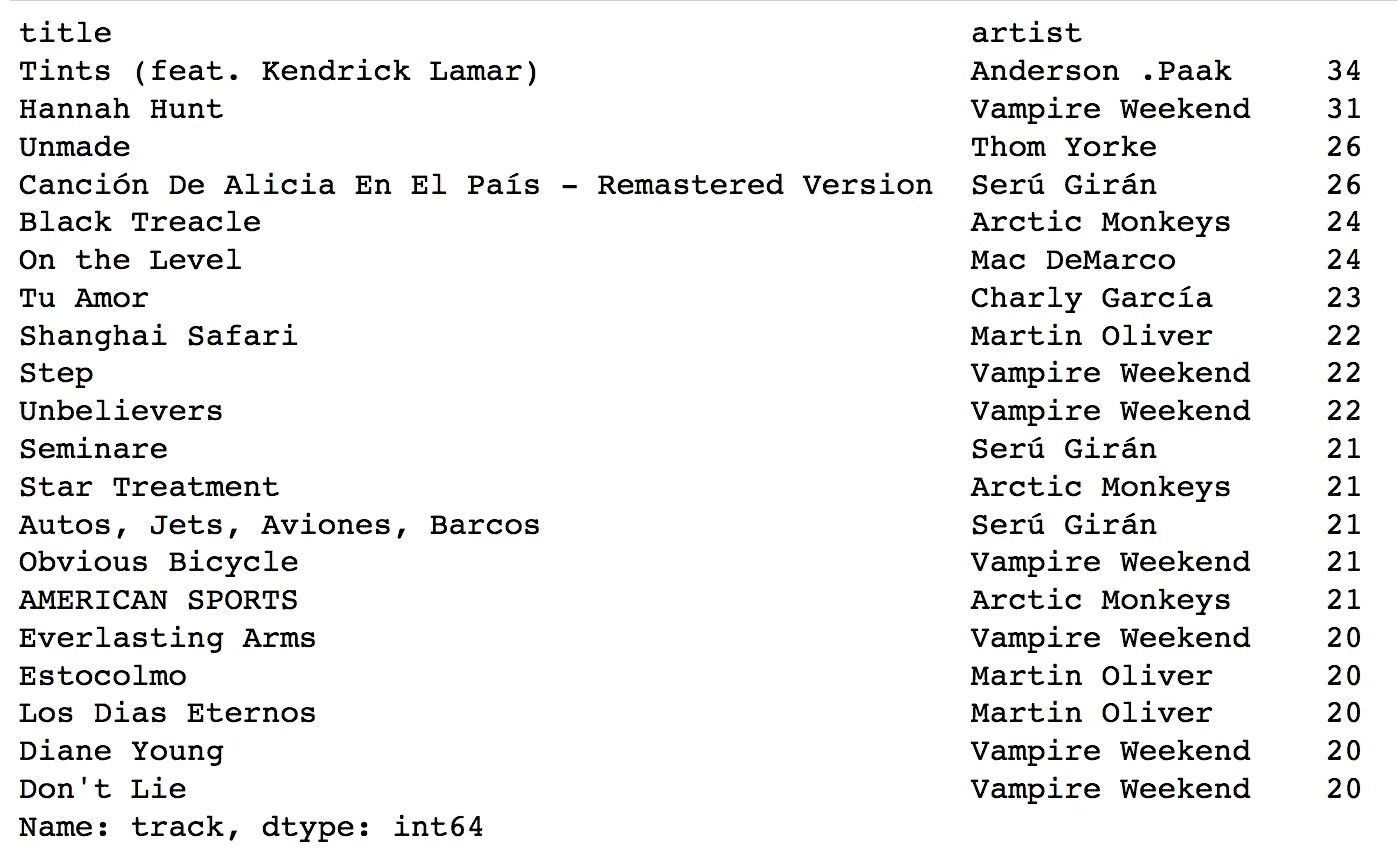 title artist
Tints (feat. Kendrick Lamar) Anderson .Paak 34
Hannah Hunt Vampire Weekend 31
Unmade Thom Yorke 26
Canción De Alicia En El País - Remastered Version Serú Girán 26
Black Treacle Arctic Monkeys 24
On the Level Mac DeMarco 24
Tu Amor Charly García 23
Shanghai Safari Martin Oliver 22
Step Vampire Weekend 22
Unbelievers Vampire Weekend 22
Seminare Serú Girán 21
Star Treatment Arctic Monkeys 21
Autos, Jets, Aviones, Barcos Serú Girán 21
Obvious Bicycle Vampire Weekend 21
AMERICAN SPORTS Arctic Monkeys 21
Everlasting Arms Vampire Weekend 20
Estocolmo Martin Oliver 20
Los Dias Eternos Martin Oliver 20
Diane Young Vampire Weekend 20
Don't Lie Vampire Weekend 20
Name: track, dtype: int64